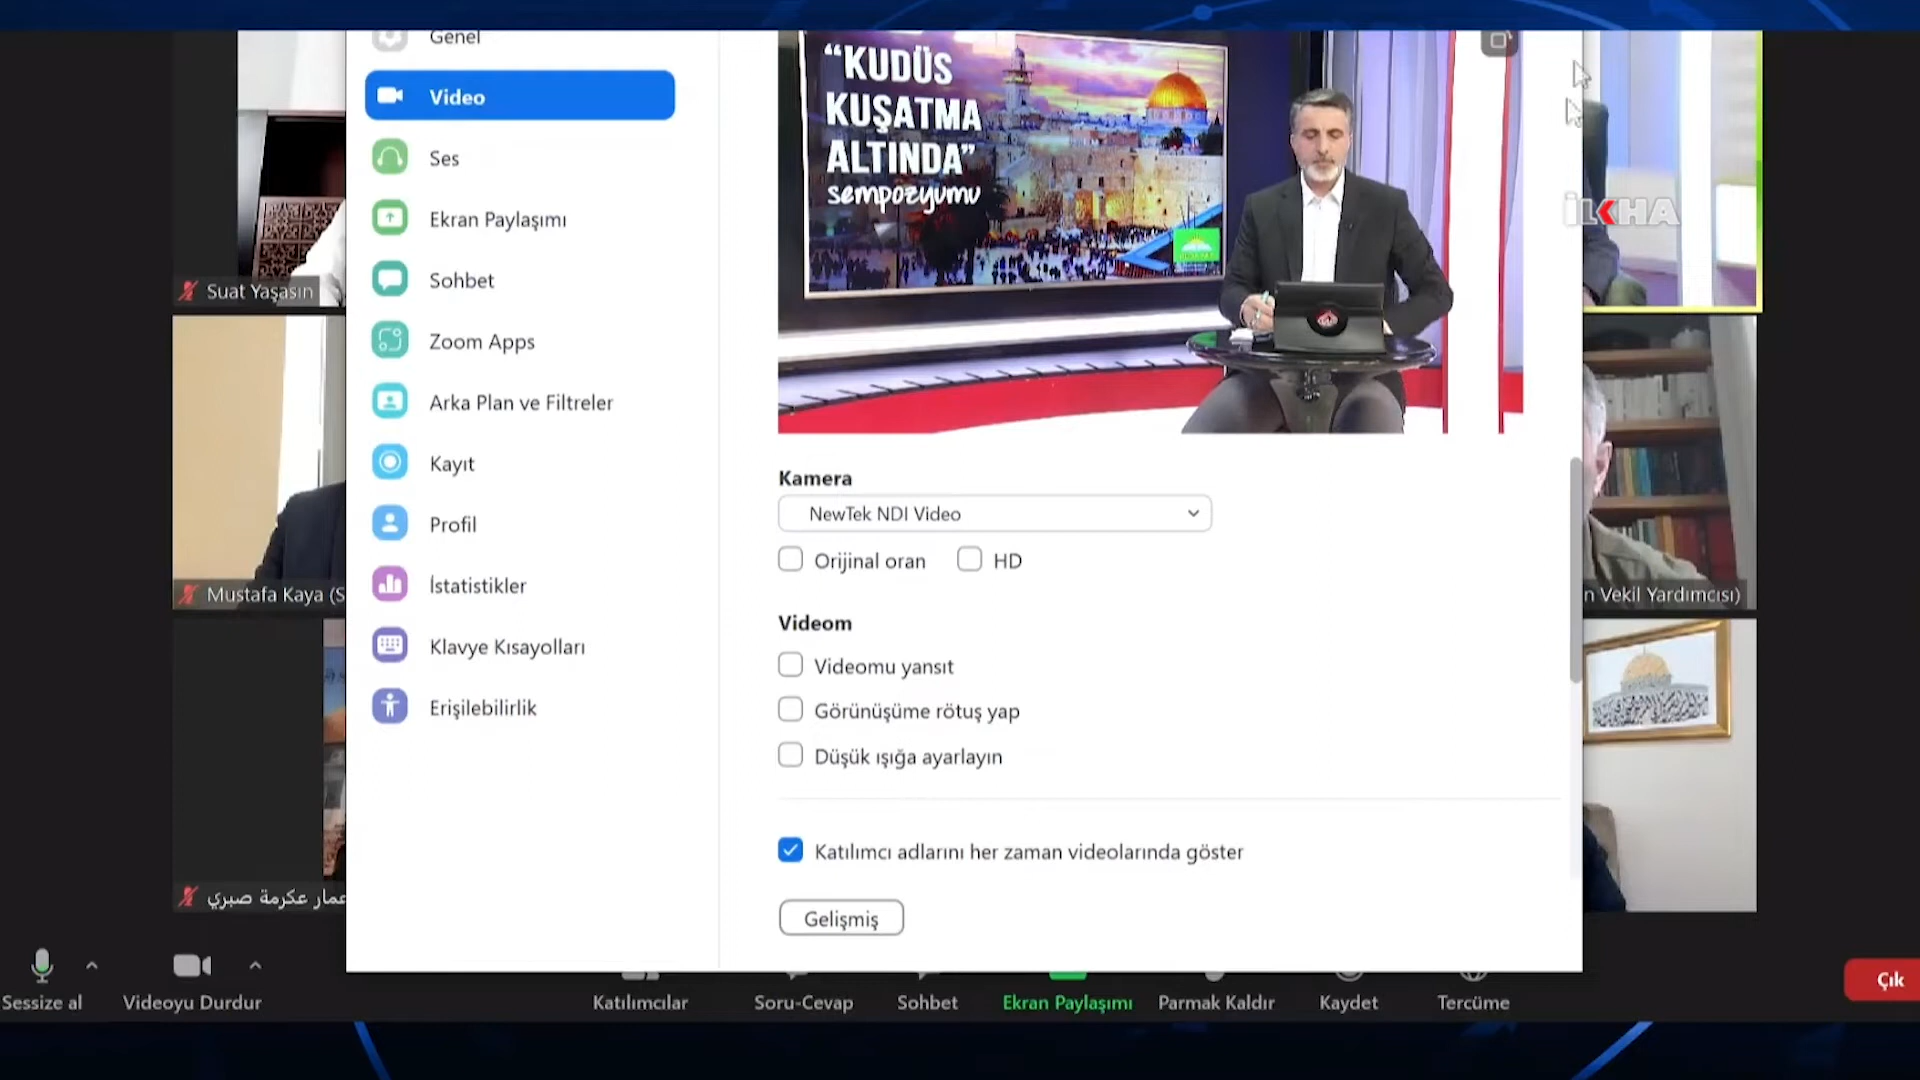 Genel
Video
Ses
Ekran Paylaşımı
Sohbet
Zoom Apps
Arka Plan ve Filtreler
Kayıt
Profil
İstatistikler
Klavye Kısayolları
Erişilebilirlik
“KUDÜS
KUŞATMA
ALTINDA”
sempozyumu
İLKHA
Kamera
NewTek NDI Video
Orijinal oran
HD
Videom
Videomu yansıt
Görünüşüme rötuş yap
Düşük ışığa ayarlayın
Katılımcı adlarını her zaman videolarında göster
Gelişmiş
Suat Yaşasın
Mustafa Kaya (S
عمار عكرمة صبري
n Vekil Yardımcısı)
Sessize al
Videoyu Durdur
Katılımcılar
Soru-Cevap
Sohbet
Ekran Paylaşımı
Parmak Kaldır
Kaydet
Tercüme
Çık